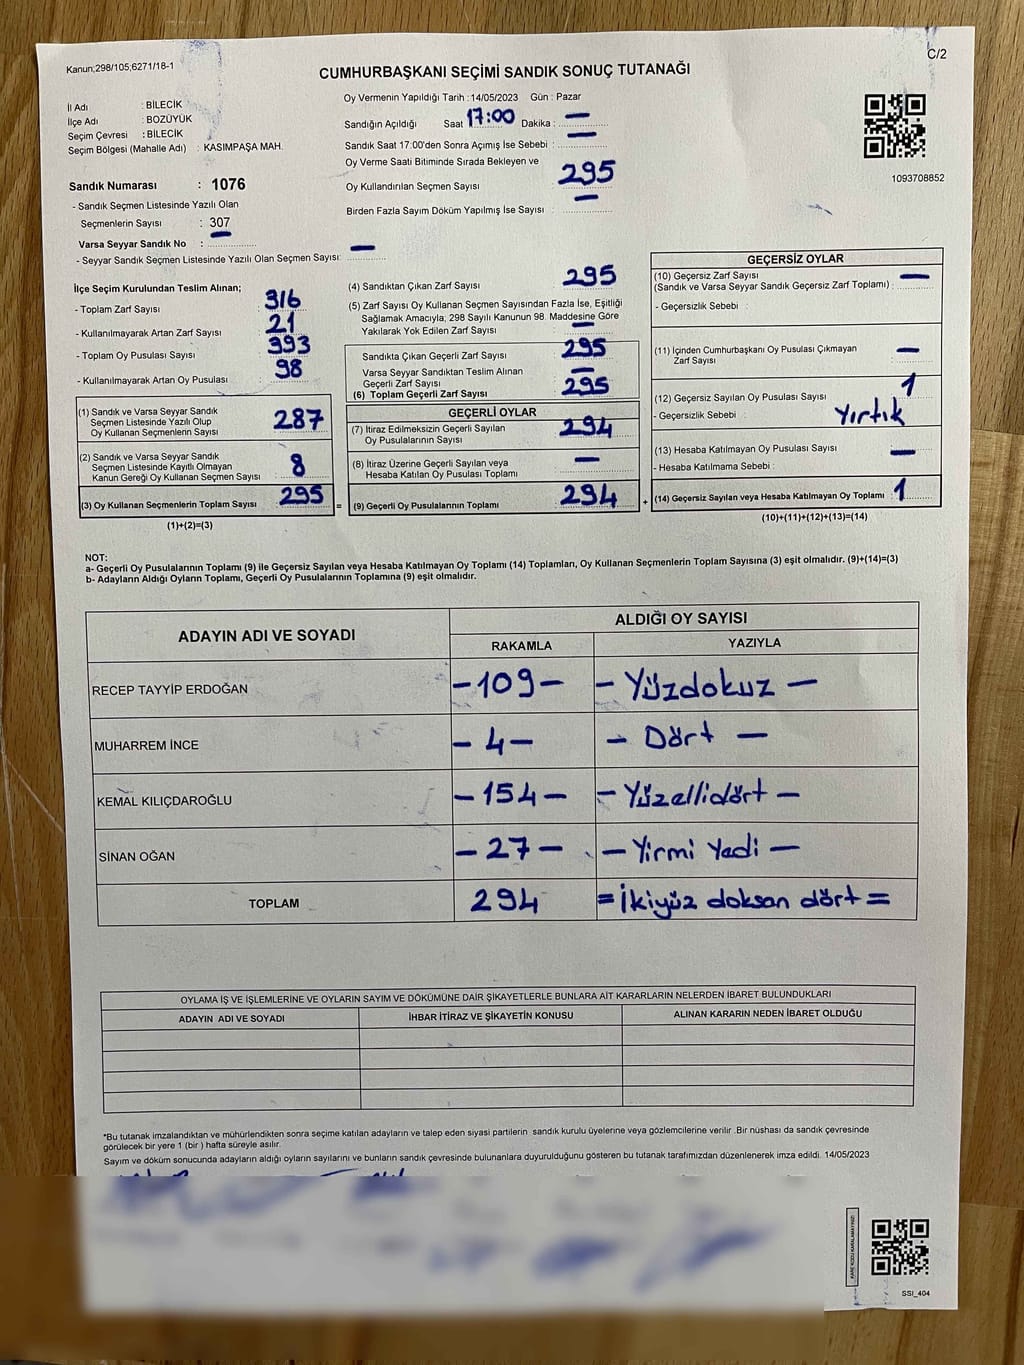 Kanun;298/105;6271/18-1
C/2
CUMHURBAŞKANI SEÇİMİ SANDIK SONUÇ TUTANAĞI
İl Adı : BİLECİK
İlçe Adı : BOZÜYÜK
Seçim Çevresi : BİLECİK
Seçim Bölgesi (Mahalle Adı) : KASIMPAŞA MAH.
Sandık Numarası : 1076
- Sandık Seçmen Listesinde Yazılı Olan
Seçmenlerin Sayısı : 307
Varsa Seyyar Sandık No : —
- Seyyar Sandık Seçmen Listesinde Yazılı Olan Seçmen Sayısı: —
Oy Vermenin Yapıldığı Tarih :14/05/2023 Gün : Pazar
Sandığın Açıldığı Saat 17:00 Dakika : —
Sandık Saat 17:00'den Sonra Açımış İse Sebebi : —
Oy Verme Saati Bitiminde Sırada Bekleyen ve
Oy Kullandırılan Seçmen Sayısı 295
Birden Fazla Sayım Döküm Yapılmış İse Sayısı : —
1093708852
İlçe Seçim Kurulundan Teslim Alınan;
- Toplam Zarf Sayısı : 316
- Kullanılmayarak Artan Zarf Sayısı : 21
- Toplam Oy Pusulası Sayısı : 393
- Kullanılmayarak Artan Oy Pusulası : 98
(1) Sandık ve Varsa Seyyar Sandık
Seçmen Listesinde Yazılı Olup
Oy Kullanan Seçmenlerin Sayısı 287
(2) Sandık ve Varsa Seyyar Sandık
Seçmen Listesinde Kayıtlı Olmayan
Kanun Gereği Oy Kullanan Seçmen Sayısı 8
(3) Oy Kullanan Seçmenlerin Toplam Sayısı 295
(1)+(2)=(3)
=
(4) Sandıktan Çıkan Zarf Sayısı : 295
(5) Zarf Sayısı Oy Kullanan Seçmen Sayısından Fazla İse, Eşitliği
Sağlamak Amacıyla; 298 Sayılı Kanunun 98. Maddesine Göre
Yakılarak Yok Edilen Zarf Sayısı : —
Sandıkta Çıkan Geçerli Zarf Sayısı : 295
Varsa Seyyar Sandıktan Teslim Alınan
Geçerli Zarf Sayısı : —
(6) Toplam Geçerli Zarf Sayısı : 295
GEÇERLİ OYLAR
(7) İtiraz Edilmeksizin Geçerli Sayılan
Oy Pusulalarının Sayısı : 294
(8) İtiraz Üzerine Geçerli Sayılan veya
Hesaba Katılan Oy Pusulası Toplamı : —
(9) Geçerli Oy Pusulalarının Toplamı : 294
+
GEÇERSİZ OYLAR
(10) Geçersiz Zarf Sayısı
(Sandık ve Varsa Seyyar Sandık Geçersiz Zarf Toplamı) : —
- Geçersizlik Sebebi :
(11) İçinden Cumhurbaşkanı Oy Pusulası Çıkmayan
Zarf Sayısı : —
(12) Geçersiz Sayılan Oy Pusulası Sayısı : 1
- Geçersizlik Sebebi : Yırtık
(13) Hesaba Katılmayan Oy Pusulası Sayısı : —
- Hesaba Katılmama Sebebi :
(14) Geçersiz Sayılan veya Hesaba Katılmayan Oy Toplamı : 1
(10)+(11)+(12)+(13)=(14)
NOT:
a- Geçerli Oy Pusulalarının Toplamı (9) ile Geçersiz Sayılan veya Hesaba Katılmayan Oy Toplamı (14) Toplamları, Oy Kullanan Seçmenlerin Toplam Sayısına (3) eşit olmalıdır. (9)+(14)=(3)
b- Adayların Aldığı Oyların Toplamı, Geçerli Oy Pusulalarının Toplamına (9) eşit olmalıdır.
ADAYIN ADI VE SOYADI
ALDIĞI OY SAYISI
RAKAMLA YAZIYLA
RECEP TAYYİP ERDOĞAN -109- - Yüzdokuz -
MUHARREM İNCE - 4 - - Dört -
KEMAL KILIÇDAROĞLU - 154 - - Yüzellidört -
SİNAN OĞAN - 27 - - Yirmi Yedi -
TOPLAM 294 = İkiyüz doksan dört =
OYLAMA İŞ VE İŞLEMLERİNE VE OYLARIN SAYIM VE DÖKÜMÜNE DAİR ŞİKAYETLERLE BUNLARA AİT KARARLARIN NELERDEN İBARET BULUNDUKLARI
ADAYIN ADI VE SOYADI İHBAR İTİRAZ VE ŞİKAYETİN KONUSU ALINAN KARARIN NEDEN İBARET OLDUĞU
*Bu tutanak imzalandıktan ve mühürlendikten sonra seçime katılan adayların ve talep eden siyasi partilerin sandık kurulu üyelerine veya gözlemcilerine verilir .Bir nüshası da sandık çevresinde
görülecek bir yere 1 (bir ) hafta süreyle asılır.
Sayım ve döküm sonucunda adayların aldığı oyların sayılarını ve bunların sandık çevresinde bulunanlara duyurulduğunu gösteren bu tutanak tarafımızdan düzenlenerek imza edildi. 14/05/2023
KARE KODU KARALAMAYINIZ!
SSİ_404